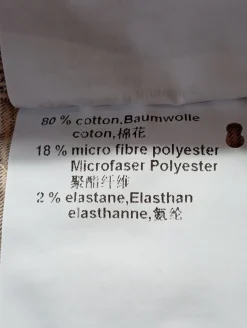 80 % cotton,Baumwolle
coton,棉花
18 % micro fibre polyester
Microfaser Polyester
聚酯纤维
2 % elastane,Elasthan
elasthanne,氨纶